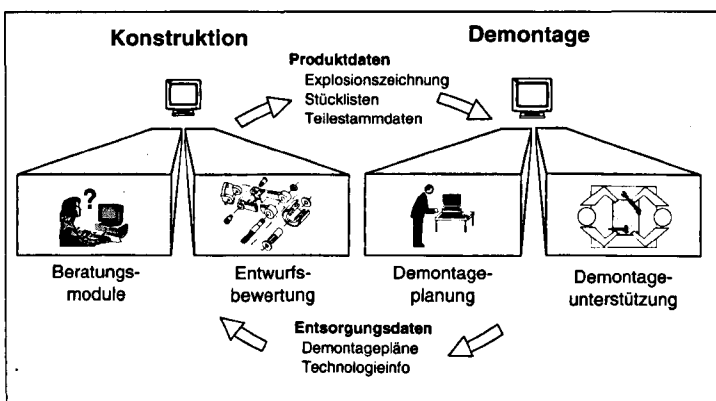 Konstruktion
Demontage
Produktdaten
Explosionszeichnung
Stücklisten
Teilestammdaten
?
Beratungs-
module
Entwurfs-
bewertung
Demontage-
planung
Demontage-
unterstützung
Entsorgungsdaten
Demontagepläne
Technologieinfo